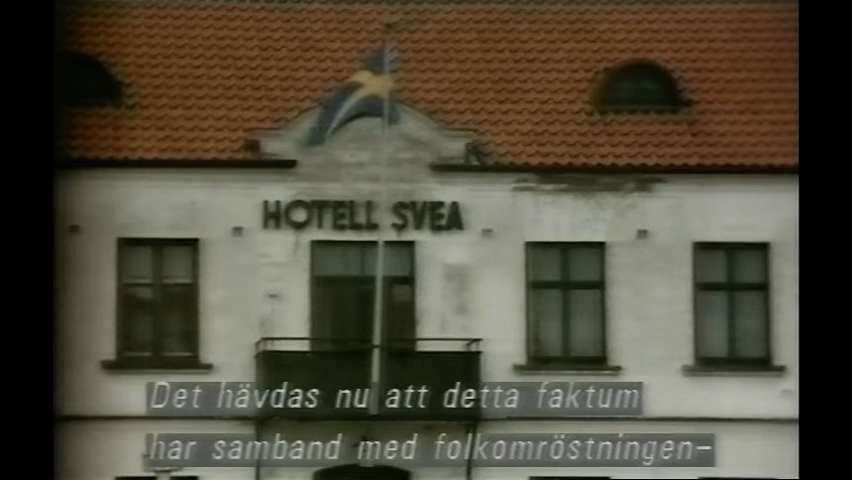 HOTELL SVEA
Det hävdas nu att detta faktum
har samband med folkomröstningen–